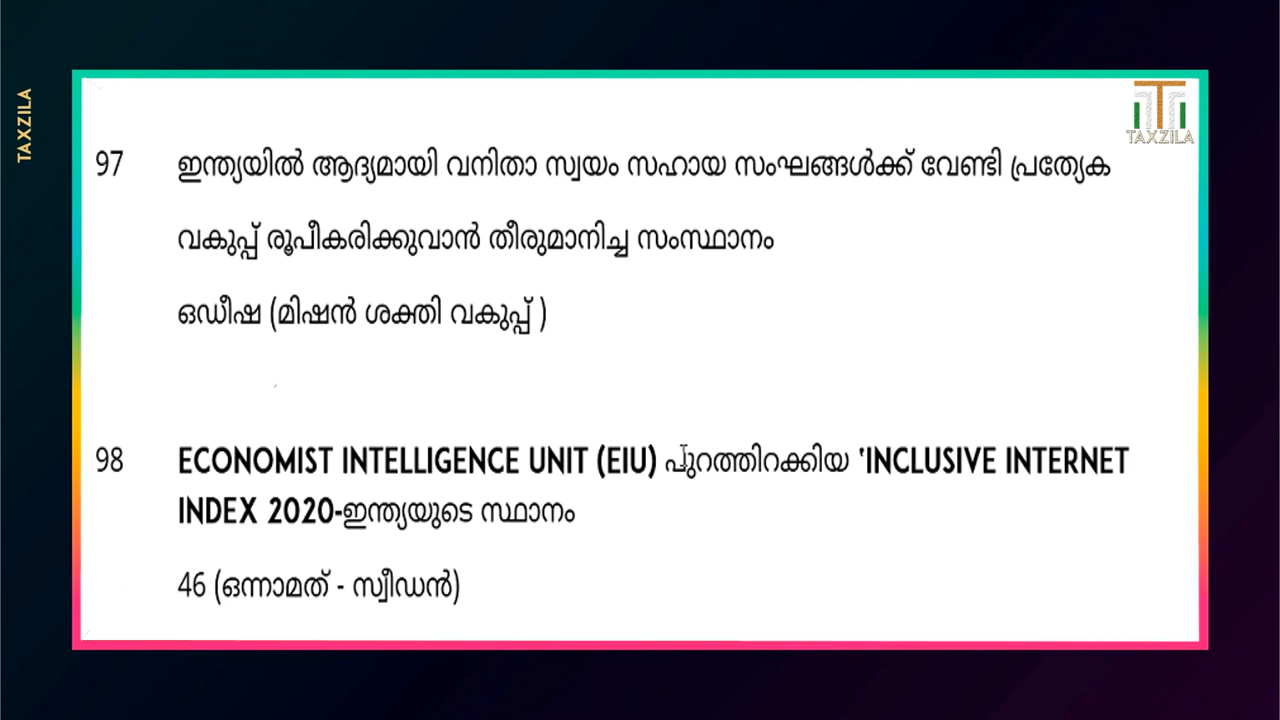 TAXZILA
TAXZILA
97 ഇന്ത്യയിൽ ആദ്യമായി വനിതാ സ്വയം സഹായ സംഘങ്ങൾക്ക് വേണ്ടി പ്രത്യേക
വകുപ്പ് രൂപീകരിക്കുവാൻ തീരുമാനിച്ച സംസ്ഥാനം
ഒഡീഷ (മിഷൻ ശക്തി വകുപ്പ് )
98 ECONOMIST INTELLIGENCE UNIT (EIU) പുറത്തിറക്കിയ 'INCLUSIVE INTERNET
INDEX 2020-ഇന്ത്യയുടെ സ്ഥാനം
46 (ഒന്നാമത് - സ്വീഡൻ)